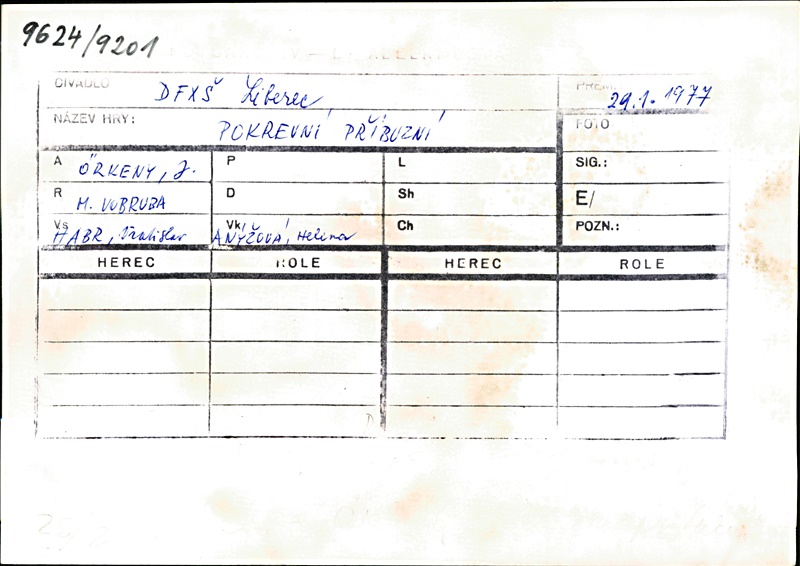 9624/9201
DIVADLO DFXŠ Liberec PREM. 29.1.1977
NÁZEV HRY: POKREVNÍ PŘÍBUZNÍ FOTO
A ÖRKENY, J. P L SIG.:
R M. VOBRUBA D Sh E/
Vs HABR, Vratislav Vk ANÝŽOVÁ, Helena Ch POZN.:
HEREC ROLE HEREC ROLE